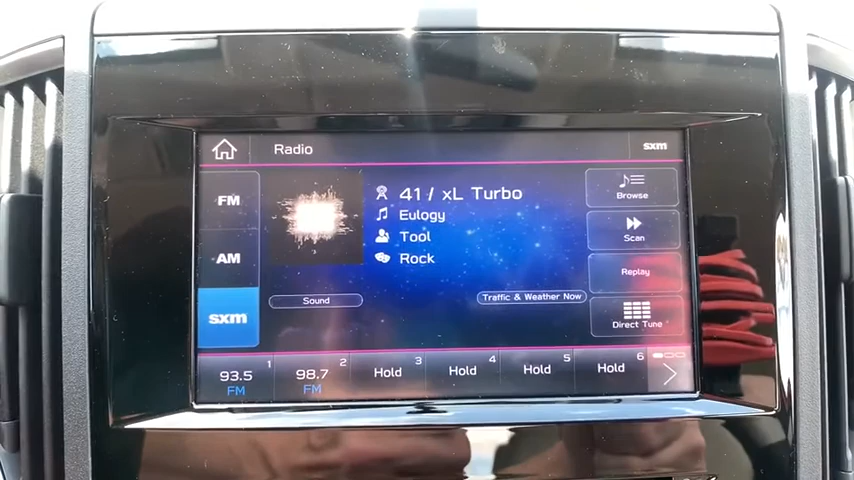 Radio
sxm
FM
AM
sxm
41 / xL Turbo
Eulogy
Tool
Rock
Sound
Traffic & Weather Now
Browse
Scan
Replay
Direct Tune
93.5 1
FM
98.7 2
FM
Hold 3
Hold 4
Hold 5
Hold 6